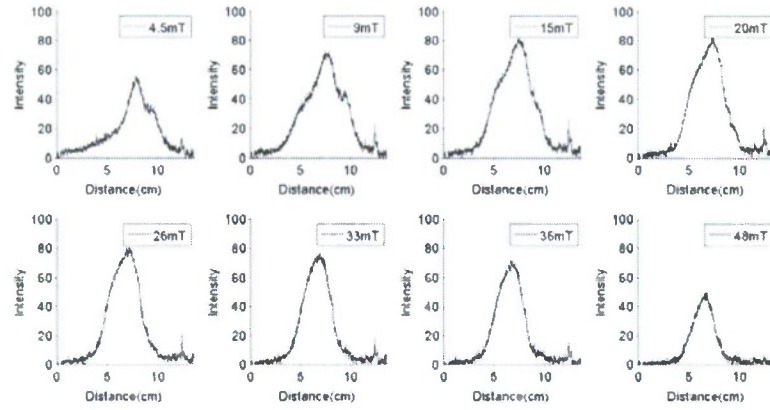 100 80 60 40 20 0 Intensity 4.5mT 0 5 10 Distance(cm)
100 80 60 40 20 0 Intensity 9mT 0 5 10 Distance(cm)
100 80 60 40 20 0 Intensity 15mT 0 5 10 Distance(cm)
100 80 60 40 20 0 Intensity 20mT 0 5 10 Distance(cm)
100 80 60 40 20 0 Intensity 26mT 0 5 10 Distance(cm)
100 80 60 40 20 0 Intensity 33mT 0 5 10 Distance(cm)
100 80 60 40 20 0 Intensity 36mT 0 5 10 Distance(cm)
100 80 60 40 20 0 Intensity 48mT 0 5 10 Distance(cm)